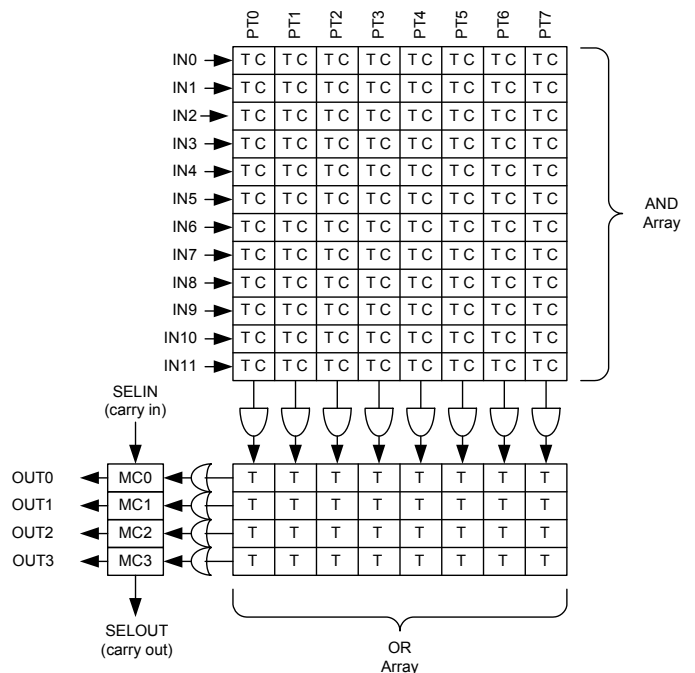 PT0 PT1 PT2 PT3 PT4 PT5 PT6 PT7
IN0 T C T C T C T C T C T C T C T C
IN1 T C T C T C T C T C T C T C T C
IN2 T C T C T C T C T C T C T C T C
IN3 T C T C T C T C T C T C T C T C
IN4 T C T C T C T C T C T C T C T C
IN5 T C T C T C T C T C T C T C T C
IN6 T C T C T C T C T C T C T C T C
IN7 T C T C T C T C T C T C T C T C
IN8 T C T C T C T C T C T C T C T C
IN9 T C T C T C T C T C T C T C T C
IN10 T C T C T C T C T C T C T C T C
IN11 T C T C T C T C T C T C T C T C
AND
Array
SELIN
(carry in)
OUT0 MC0 T T T T T T T T
OUT1 MC1 T T T T T T T T
OUT2 MC2 T T T T T T T T
OUT3 MC3 T T T T T T T T
SELOUT
(carry out)
OR
Array